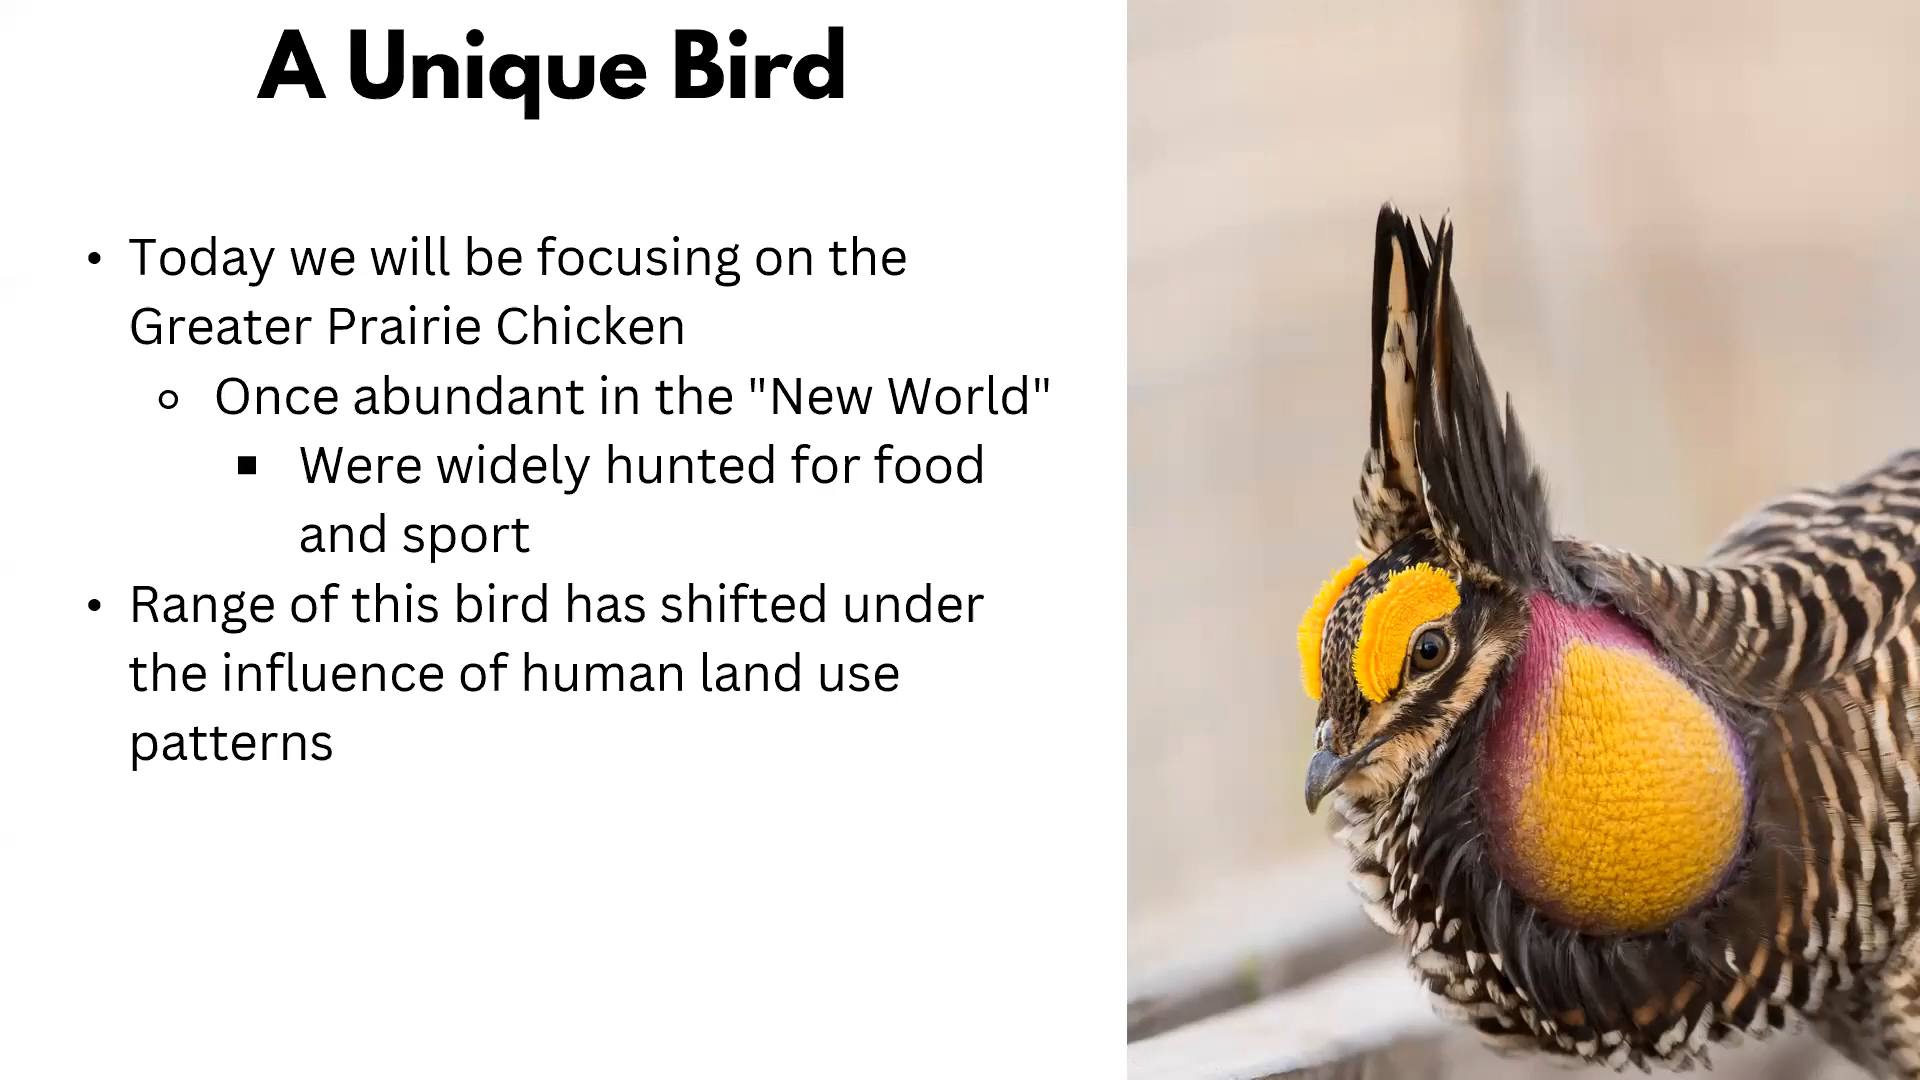 A Unique Bird
• Today we will be focusing on the
Greater Prairie Chicken
○ Once abundant in the "New World"
■ Were widely hunted for food
and sport
• Range of this bird has shifted under
the influence of human land use
patterns